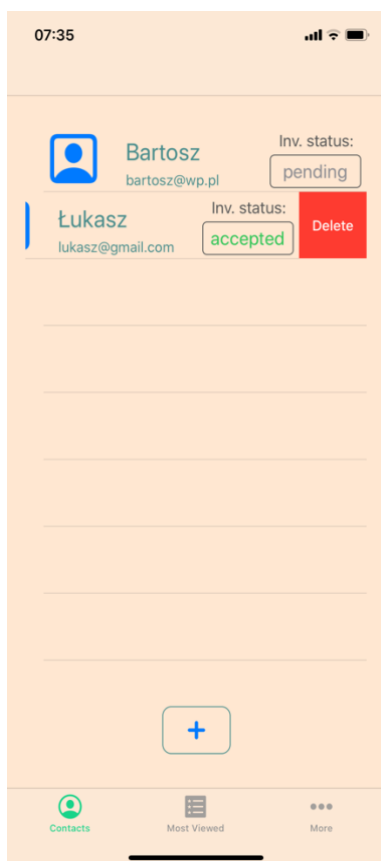 07:35
Bartosz
bartosz@wp.pl
Inv. status:
pending
Łukasz
lukasz@gmail.com
Inv. status:
accepted
Delete
+
Contacts
Most Viewed
More